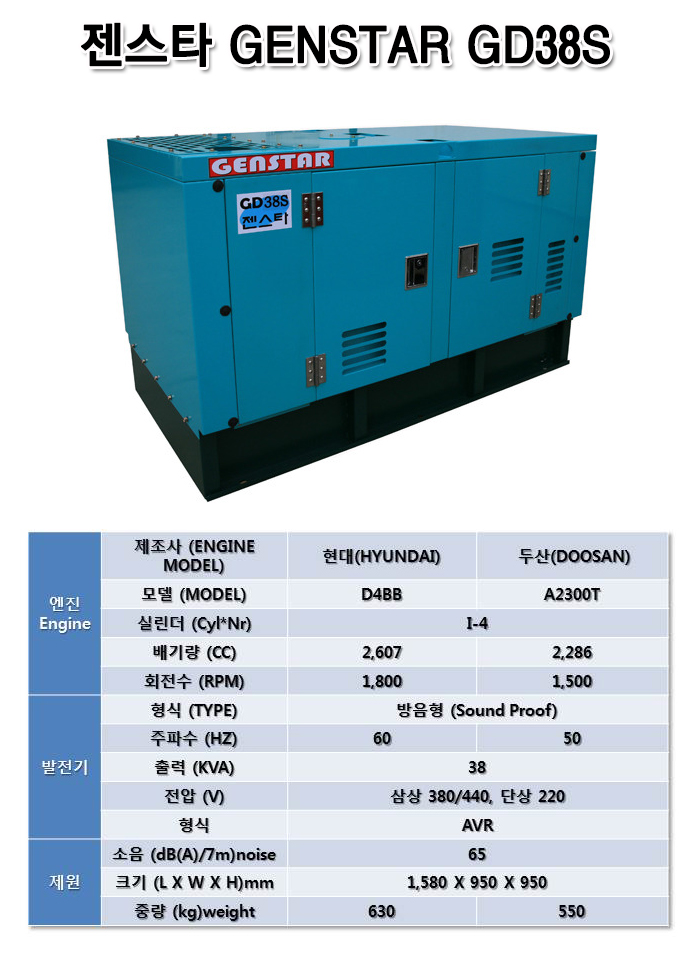 젠스타 GENSTAR GD38S
GENSTAR
GD38S
젠스타
엔진
Engine
제조사 (ENGINE
MODEL)
현대(HYUNDAI)
두산(DOOSAN)
모델 (MODEL)
D4BB
A2300T
실린더 (Cyl*Nr)
I-4
배기량 (CC)
2,607
2,286
회전수 (RPM)
1,800
1,500
발전기
형식 (TYPE)
방음형 (Sound Proof)
주파수 (HZ)
60
50
출력 (KVA)
38
전압 (V)
삼상 380/440, 단상 220
형식
AVR
제원
소음 (dB(A)/7m)noise
65
크기 (L X W X H)mm
1,580 X 950 X 950
중량 (kg)weight
630
550